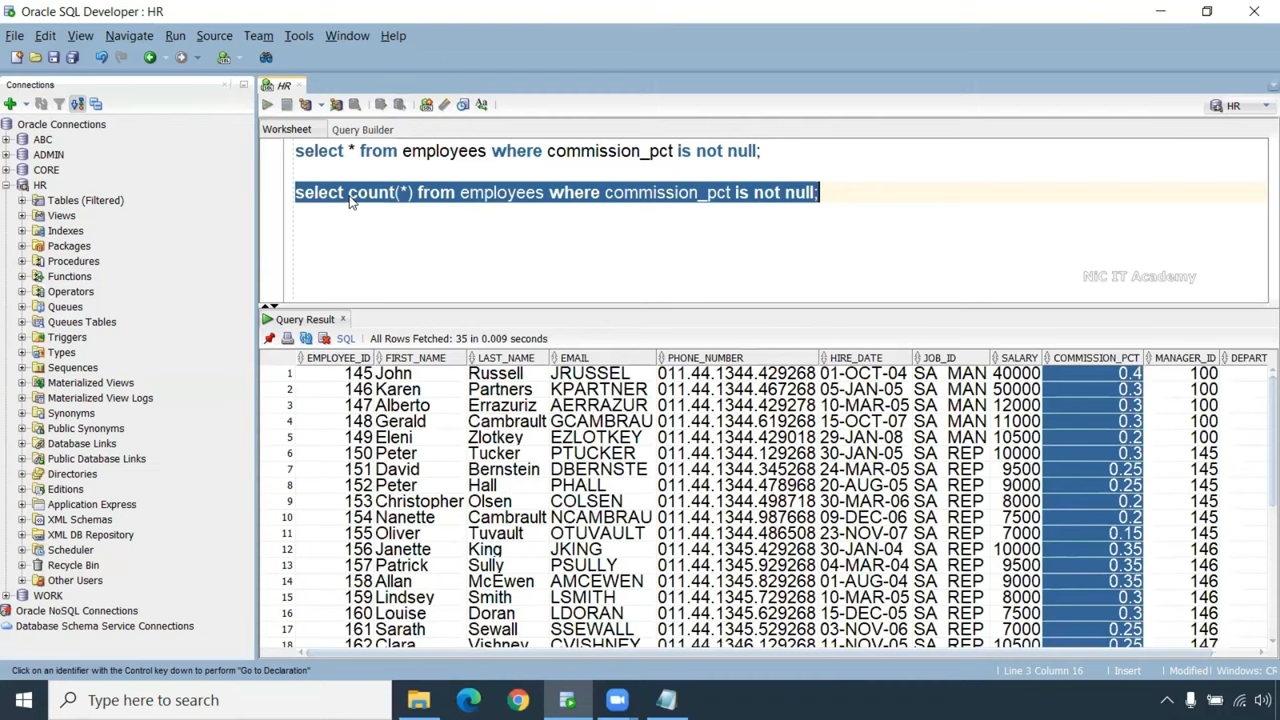 Oracle SQL Developer : HR
File Edit View Navigate Run Source Team Tools Window Help
Connections
Oracle Connections
ABC
ADMIN
CORE
HR
Tables (Filtered)
Views
Indexes
Packages
Procedures
Functions
Operators
Queues
Queues Tables
Triggers
Types
Sequences
Materialized Views
Materialized View Logs
Synonyms
Public Synonyms
Database Links
Public Database Links
Directories
Editions
Application Express
XML Schemas
XML DB Repository
Scheduler
Recycle Bin
Other Users
WORK
Oracle NoSQL Connections
Database Schema Service Connections
HR
HR
Worksheet Query Builder
select * from employees where commission_pct is not null;
select count(*) from employees where commission_pct is not null;
NiC IT Academy
Query Result
SQL All Rows Fetched: 35 in 0.009 seconds
EMPLOYEE_ID FIRST_NAME LAST_NAME EMAIL PHONE_NUMBER HIRE_DATE JOB_ID SALARY COMMISSION_PCT MANAGER_ID DEPART
1 145 John Russell JRUSSEL 011.44.1344.429268 01-OCT-04 SA_MAN 40000 0.4 100
2 146 Karen Partners KPARTNER 011.44.1344.467268 05-JAN-05 SA_MAN 50000 0.3 100
3 147 Alberto Errazuriz AERRAZUR 011.44.1344.429278 10-MAR-05 SA_MAN 12000 0.3 100
4 148 Gerald Cambrault GCAMBRAU 011.44.1344.619268 15-OCT-07 SA_MAN 11000 0.3 100
5 149 Eleni Zlotkey EZLOTKEY 011.44.1344.429018 29-JAN-08 SA_MAN 10500 0.2 100
6 150 Peter Tucker PTUCKER 011.44.1344.129268 30-JAN-05 SA_REP 10000 0.3 145
7 151 David Bernstein DBERNSTE 011.44.1344.345268 24-MAR-05 SA_REP 9500 0.25 145
8 152 Peter Hall PHALL 011.44.1344.478968 20-AUG-05 SA_REP 9000 0.25 145
9 153 Christopher Olsen COLSEN 011.44.1344.498718 30-MAR-06 SA_REP 8000 0.2 145
10 154 Nanette Cambrault NCAMBRAU 011.44.1344.987668 09-DEC-06 SA_REP 7500 0.2 145
11 155 Oliver Tuvault OTUVAULT 011.44.1344.486508 23-NOV-07 SA_REP 7000 0.15 145
12 156 Janette King JKING 011.44.1345.429268 30-JAN-04 SA_REP 10000 0.35 146
13 157 Patrick Sully PSULLY 011.44.1345.929268 04-MAR-04 SA_REP 9500 0.35 146
14 158 Allan McEwen AMCEWEN 011.44.1345.829268 01-AUG-04 SA_REP 9000 0.35 146
15 159 Lindsey Smith LSMITH 011.44.1345.729268 10-MAR-05 SA_REP 8000 0.3 146
16 160 Louise Doran LDORAN 011.44.1345.629268 15-DEC-05 SA_REP 7500 0.3 146
17 161 Sarath Sewall SSEWALL 011.44.1345.529268 03-NOV-06 SA_REP 7000 0.25 146
18 162 Clara Vishney CVISHNEY 011.44.1346.129268 11-NOV-05 SA_REP 10500 0.25 147
Click on an identifier with the Control key down to perform "Go to Declaration" Line 3 Column 16 Insert Modified Windows: CR
Type here to search